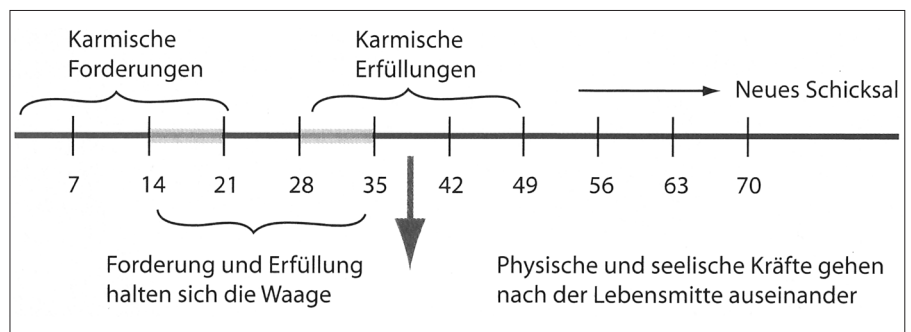 Karmische
Forderungen
Karmische
Erfüllungen
Neues Schicksal
7 14 21 28 35 42 49 56 63 70
Forderung und Erfüllung
halten sich die Waage
Physische und seelische Kräfte gehen
nach der Lebensmitte auseinander